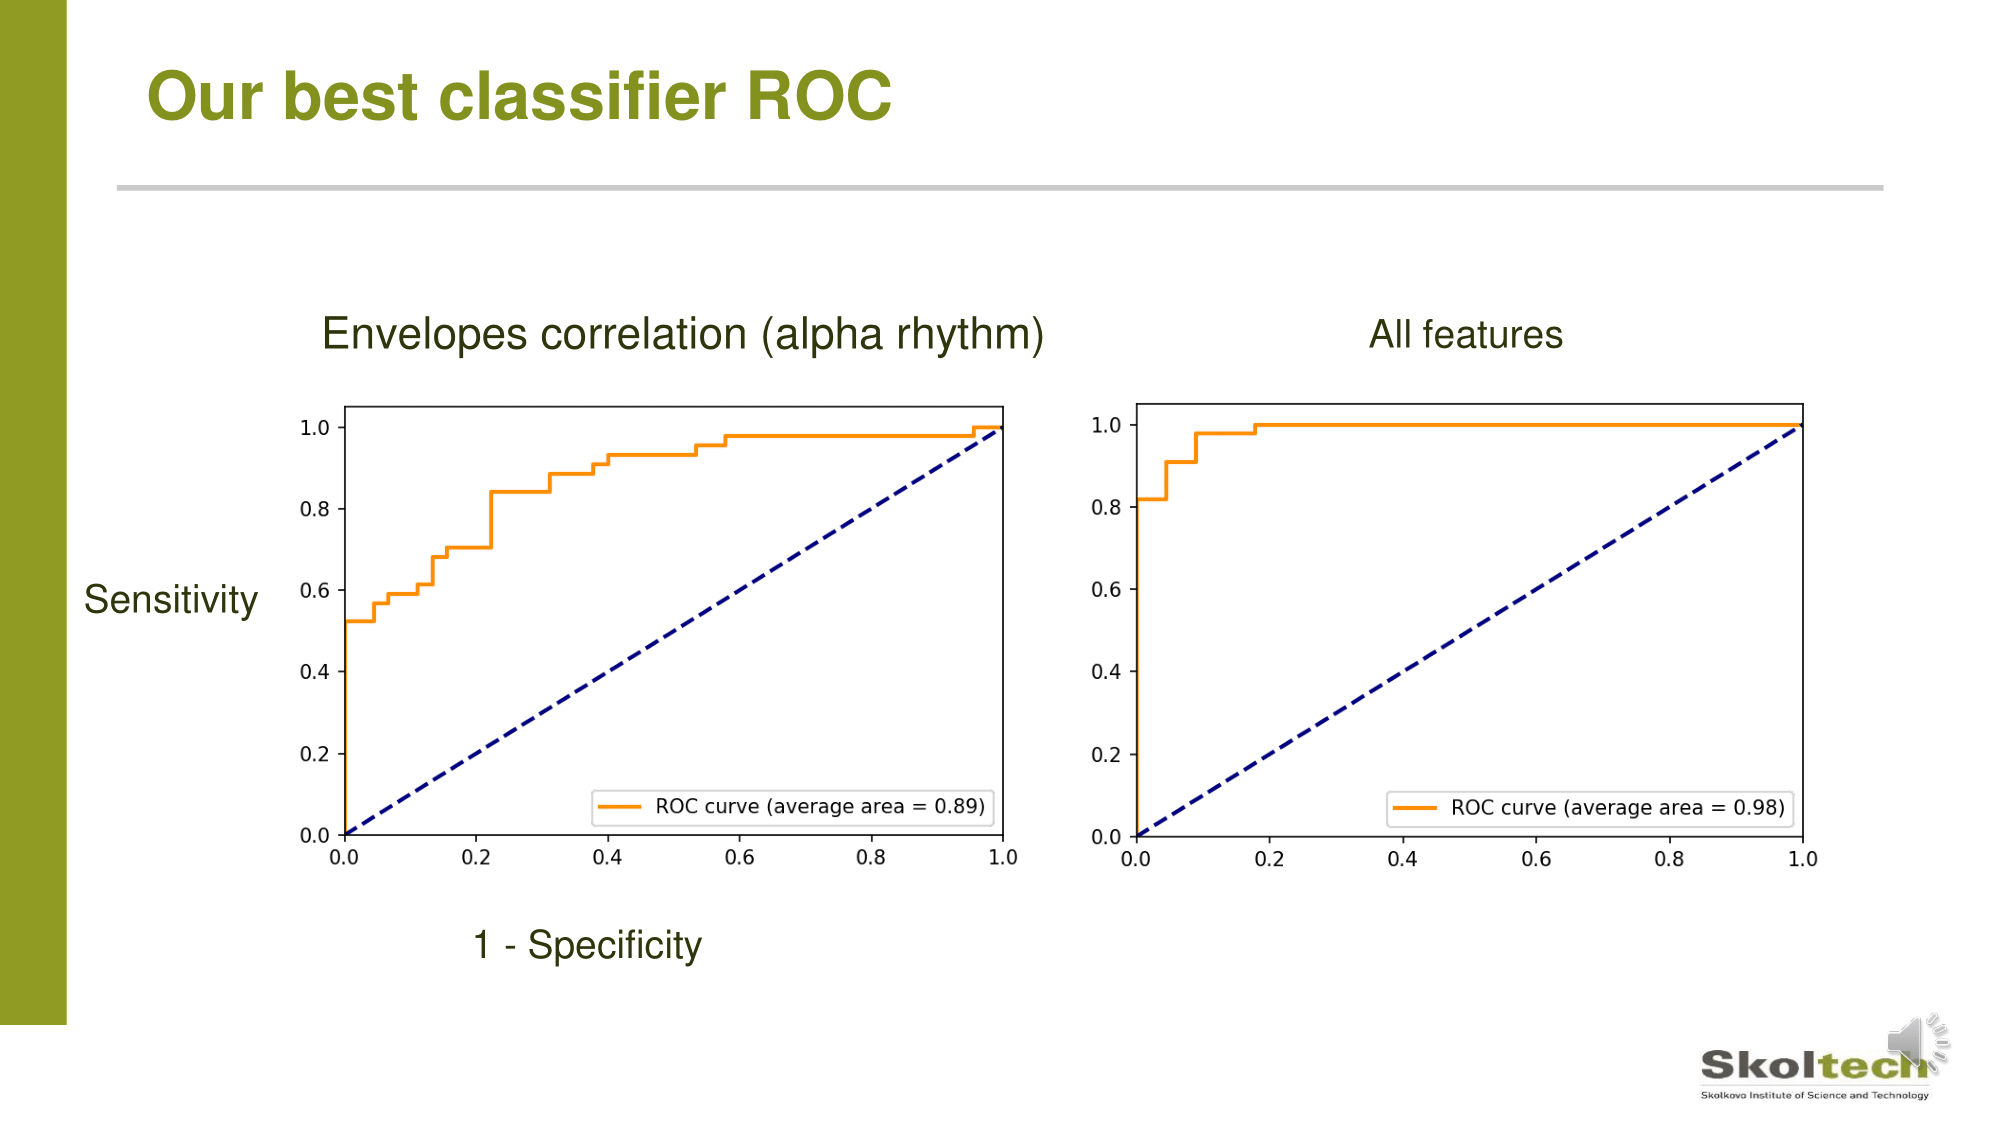 Our best classifier ROC
Envelopes correlation (alpha rhythm)
All features
Sensitivity
1.0
0.8
0.6
0.4
0.2
0.0
0.0 0.2 0.4 0.6 0.8 1.0
ROC curve (average area = 0.89)
1.0
0.8
0.6
0.4
0.2
0.0
0.0 0.2 0.4 0.6 0.8 1.0
ROC curve (average area = 0.98)
1 - Specificity
Skoltech
Skolkovo Institute of Science and Technology